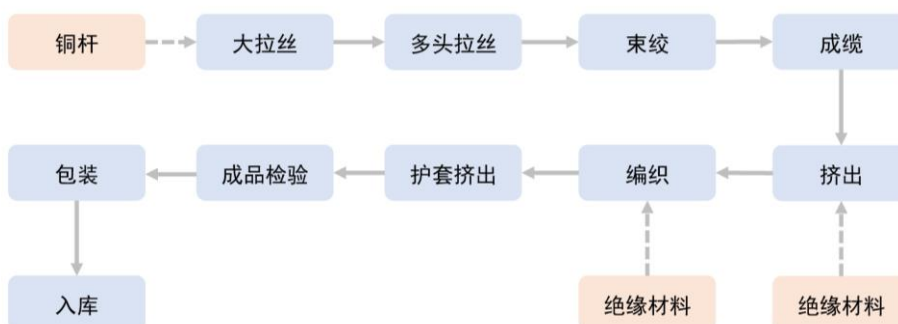 铜杆
大拉丝
多头拉丝
束绞
成缆
包装
成品检验
护套挤出
编织
挤出
入库
绝缘材料
绝缘材料